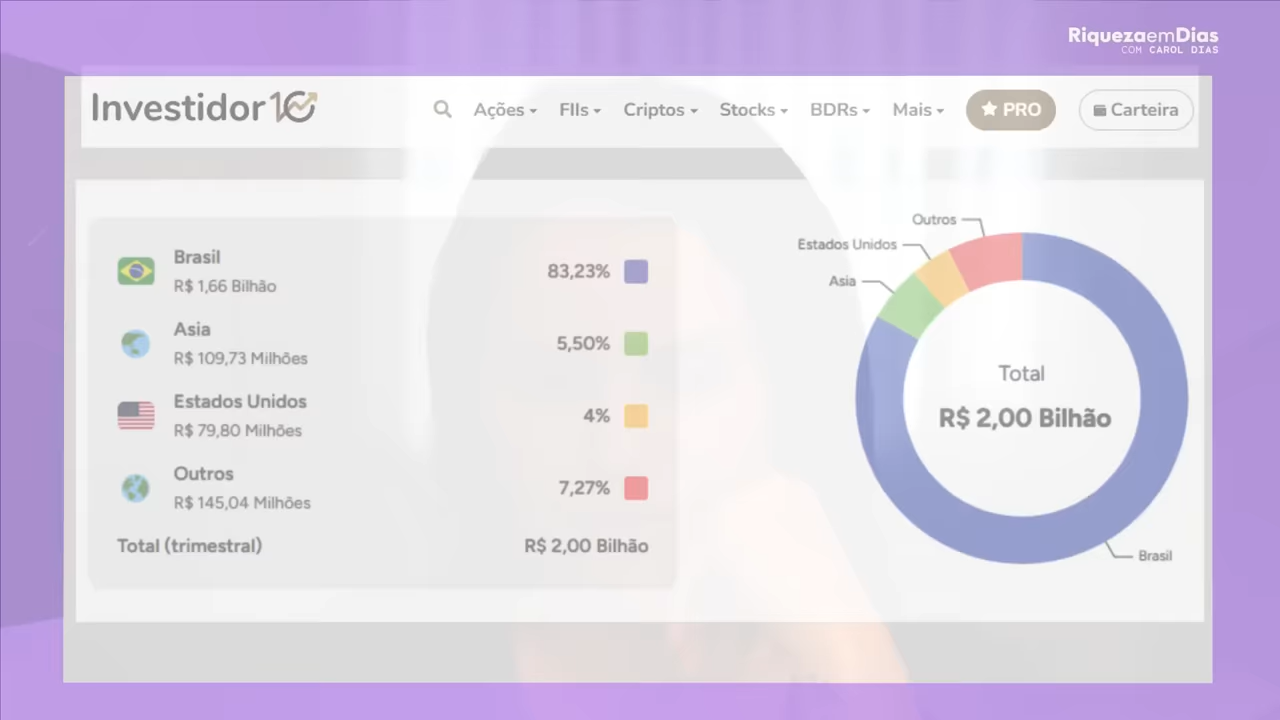 RiquezaemDias
COM CAROL DIAS
Investidor 10
Ações
FIIs
Criptos
Stocks
BDRs
Mais
PRO
Carteira
Brasil
R$ 1,66 Bilhão
83,23%
Asia
R$ 109,73 Milhões
5,50%
Estados Unidos
R$ 79,80 Milhões
4%
Outros
R$ 145,04 Milhões
7,27%
Total (trimestral)
R$ 2,00 Bilhão
Outros
Estados Unidos
Asia
Total
R$ 2,00 Bilhão
Brasil